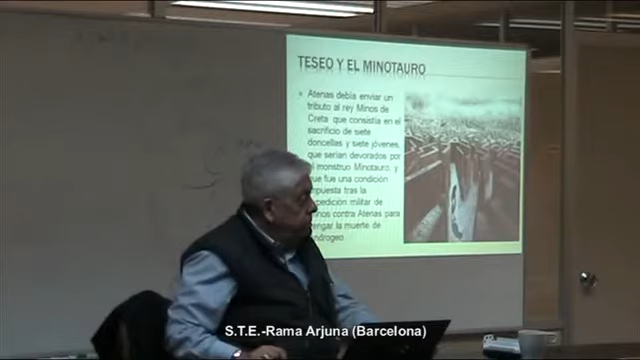 TESEO Y EL MINOTAURO
Atenas debía enviar un
tributo al rey Minos de
Creta que consistía en el
sacrificio de siete
doncellas y siete jóvenes,
que serían devorados por
el monstruo Minotauro, y
que fue una condición
impuesta tras la
expedición militar de
Minos contra Atenas para
vengar la muerte de
Androgeo
S.T.E.-Rama Arjuna (Barcelona)